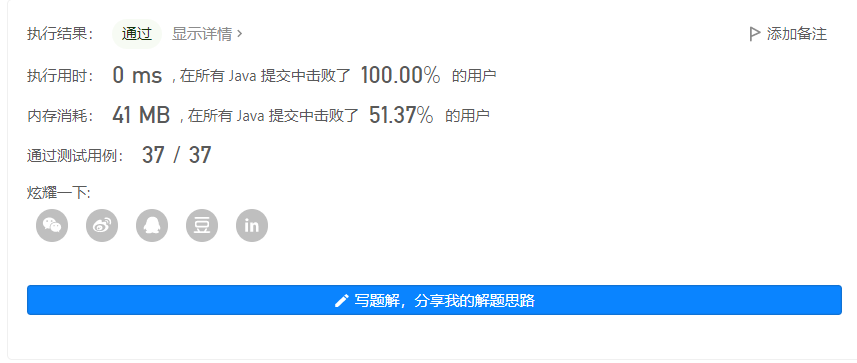 执行结果： 通过 显示详情 > 添加备注
执行用时： 0 ms , 在所有 Java 提交中击败了 100.00% 的用户
内存消耗： 41 MB , 在所有 Java 提交中击败了 51.37% 的用户
通过测试用例： 37 / 37
炫耀一下:
豆 in
写题解，分享我的解题思路